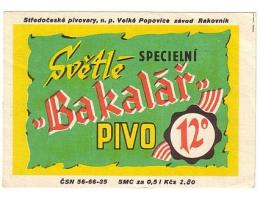 Středočeské pivovary, n. p. Velké Popovice závod Rakovník
Světlé SPECIELNÍ
„Bakalář"
PIVO 12°
ČSN 56-66-35 SMC za 0,5 l Kčs 2,80